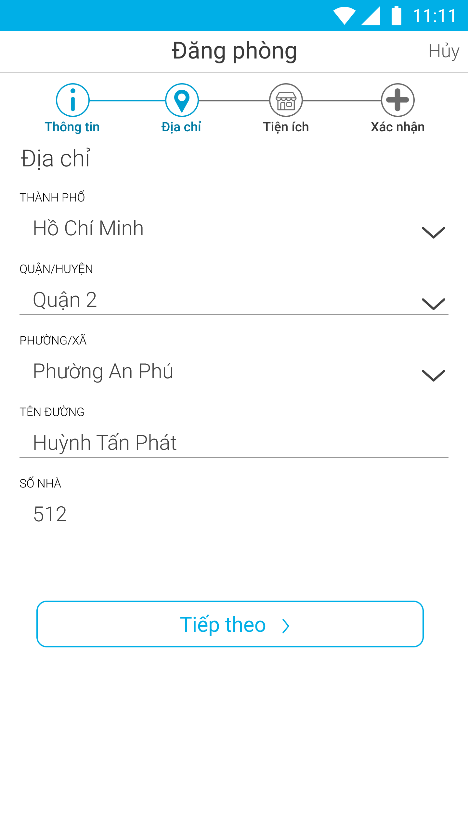 11:11
Đăng phòng
Hủy
Thông tin
Địa chỉ
Tiện ích
Xác nhận
Địa chỉ
THÀNH PHỐ
Hồ Chí Minh
QUẬN/HUYỆN
Quận 2
PHƯỜNG/XÃ
Phường An Phú
TÊN ĐƯỜNG
Huỳnh Tấn Phát
SỐ NHÀ
512
Tiếp theo